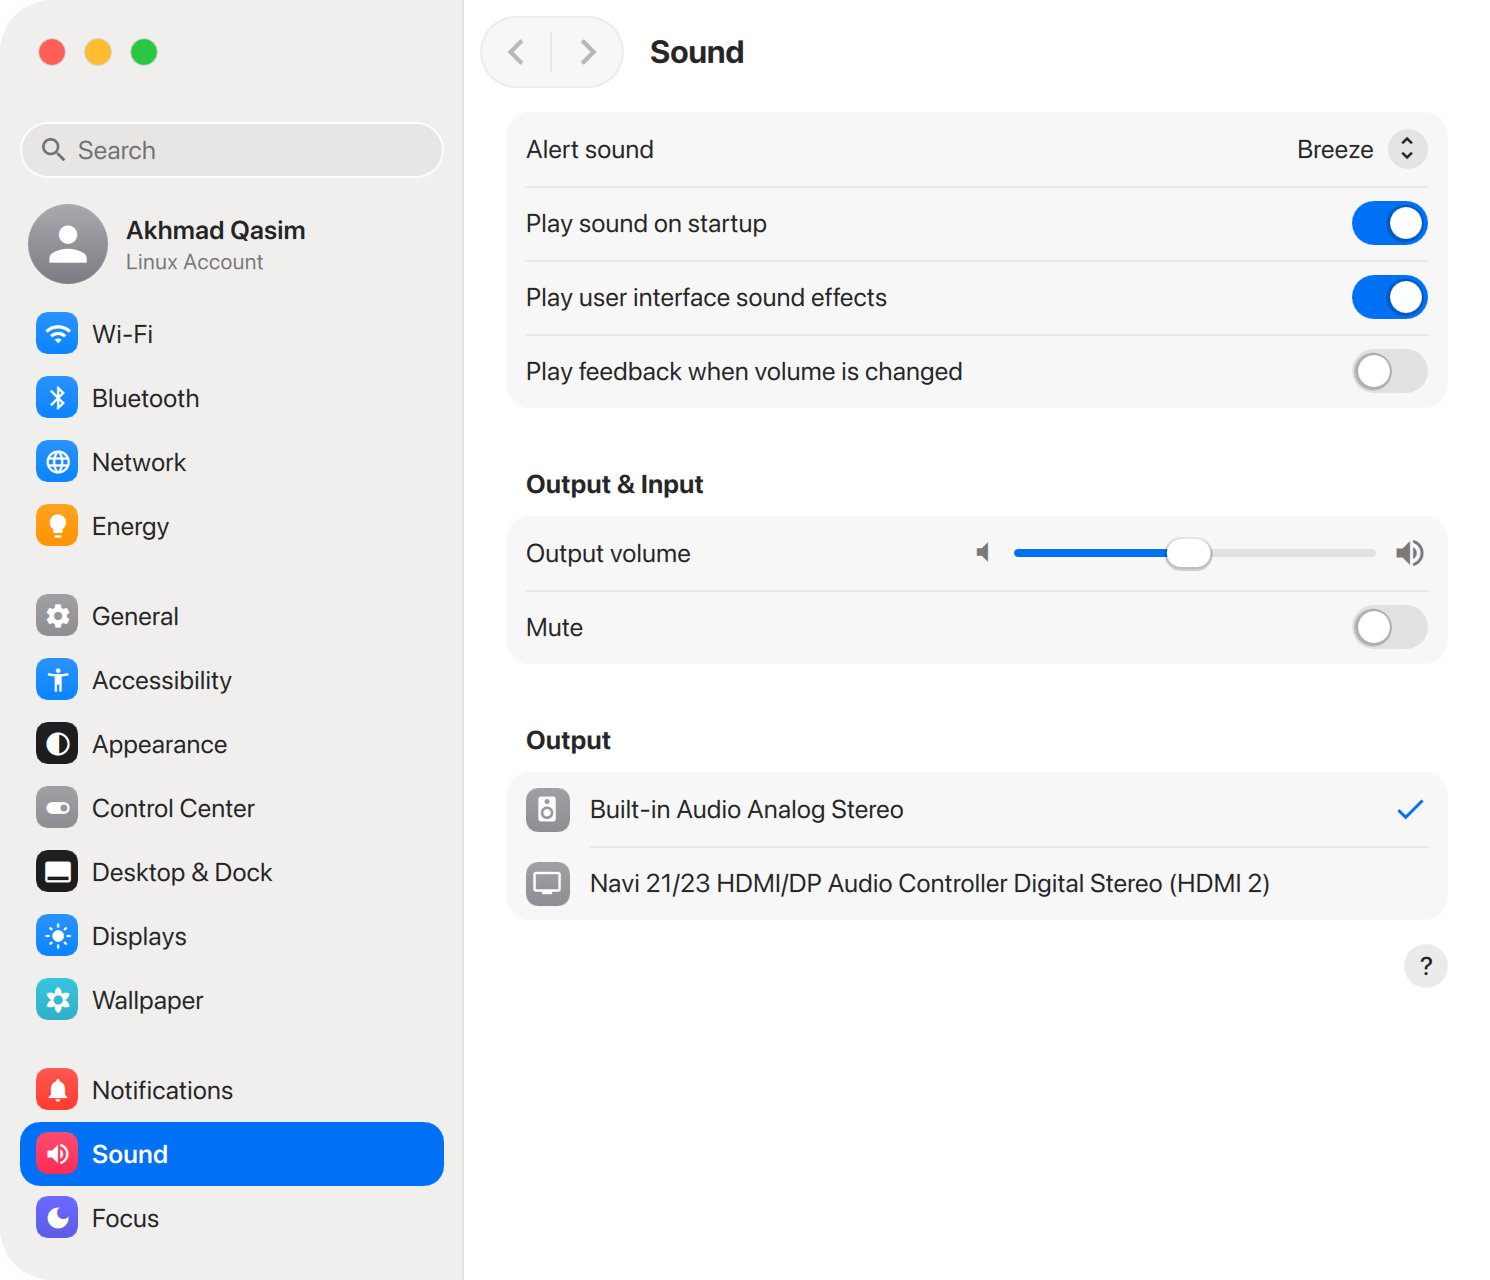 Sound
Search
Akhmad Qasim
Linux Account
Wi-Fi
Bluetooth
Network
Energy
General
Accessibility
Appearance
Control Center
Desktop & Dock
Displays
Wallpaper
Notifications
Sound
Focus
Alert sound Breeze
Play sound on startup
Play user interface sound effects
Play feedback when volume is changed
Output & Input
Output volume
Mute
Output
Built-in Audio Analog Stereo
Navi 21/23 HDMI/DP Audio Controller Digital Stereo (HDMI 2)
?